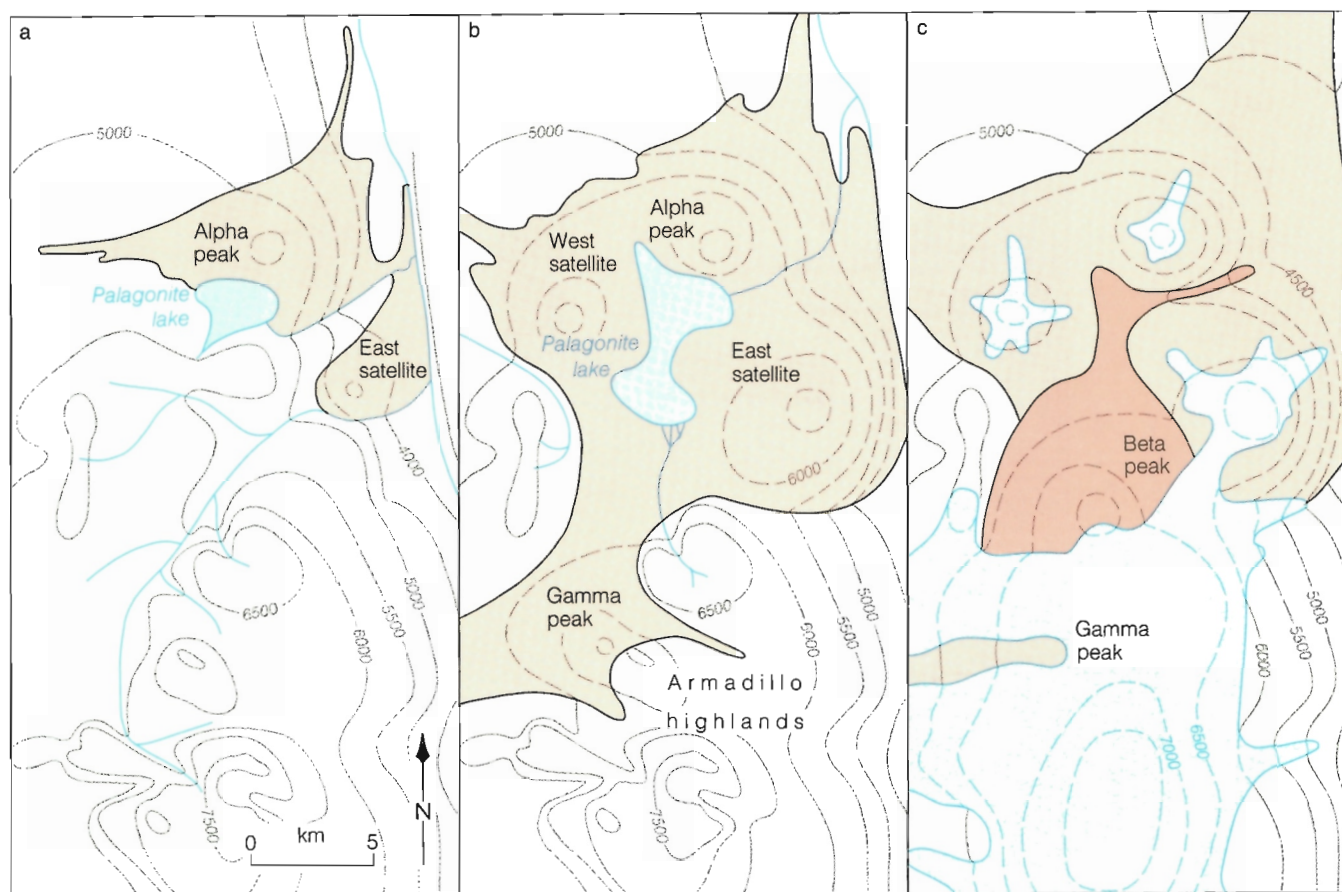 a
5000
Alpha
peak
Palagonite
lake
East
satellite
4000
5000
5500
6000
6500
7500
0 km 5
N
b
5000
Alpha
peak
West
satellite
Palagonite
lake
East
satellite
6000
Gamma
peak
6500
5000
5500
6000
Armadillo
highlands
7500
c
5000
4500
Beta
peak
Gamma
peak
5000
5500
6000
6500
7000